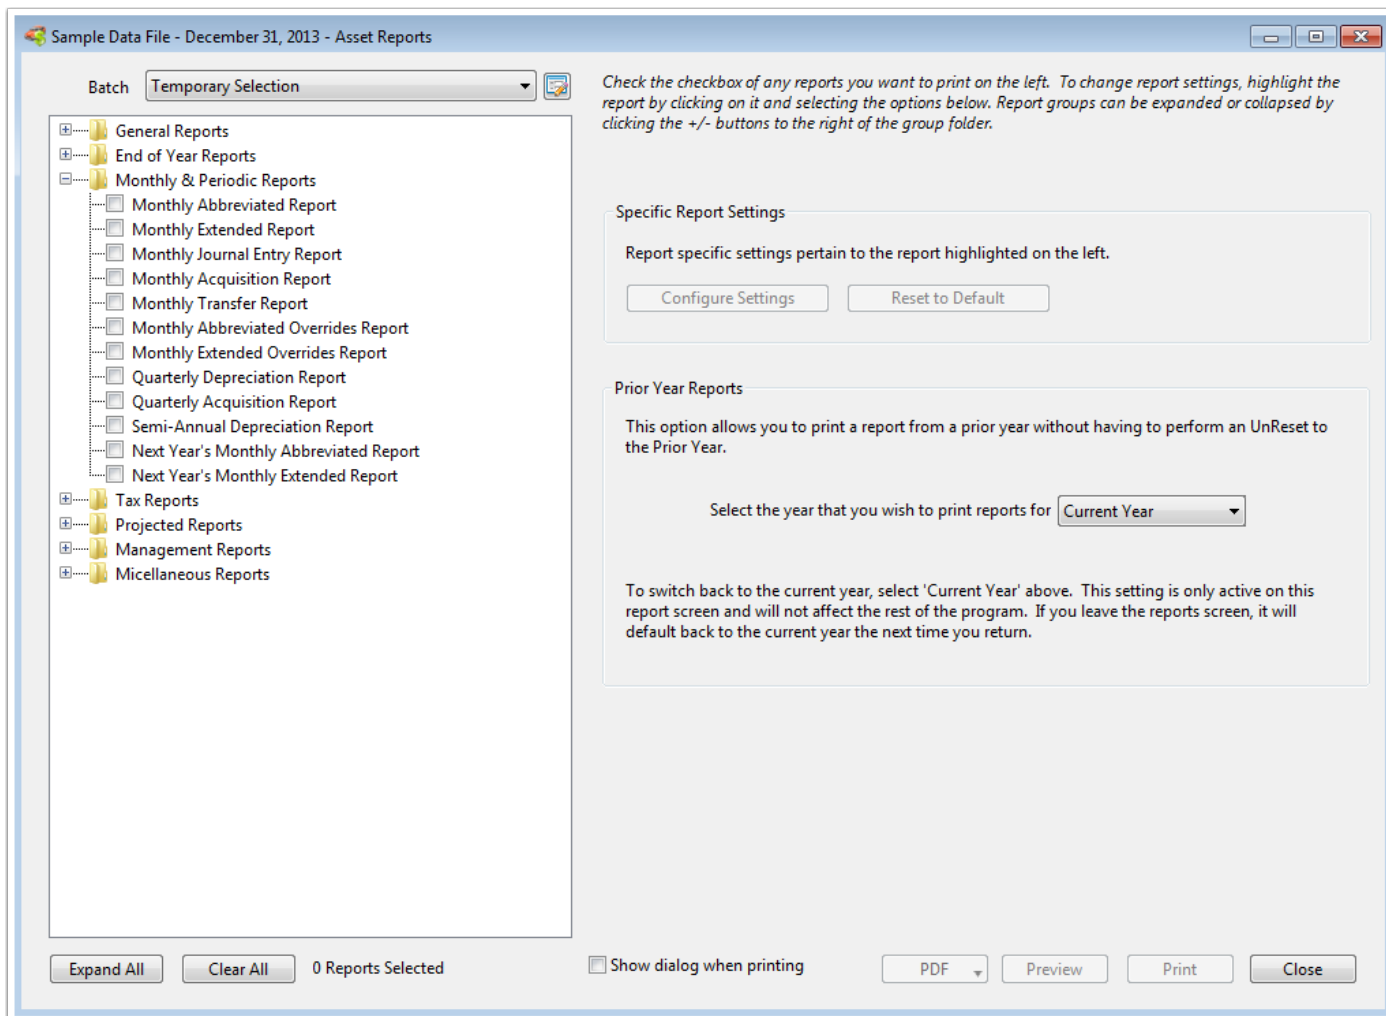 Sample Data File - December 31, 2013 - Asset Reports
Batch
Temporary Selection
General Reports
End of Year Reports
Monthly & Periodic Reports
Monthly Abbreviated Report
Monthly Extended Report
Monthly Journal Entry Report
Monthly Acquisition Report
Monthly Transfer Report
Monthly Abbreviated Overrides Report
Monthly Extended Overrides Report
Quarterly Depreciation Report
Quarterly Acquisition Report
Semi-Annual Depreciation Report
Next Year's Monthly Abbreviated Report
Next Year's Monthly Extended Report
Tax Reports
Projected Reports
Management Reports
Micellaneous Reports
Expand All
Clear All
0 Reports Selected
Check the checkbox of any reports you want to print on the left.  To change report settings, highlight the
report by clicking on it and selecting the options below. Report groups can be expanded or collapsed by
clicking the +/- buttons to the right of the group folder.
Specific Report Settings
Report specific settings pertain to the report highlighted on the left.
Configure Settings
Reset to Default
Prior Year Reports
This option allows you to print a report from a prior year without having to perform an UnReset to
the Prior Year.
Select the year that you wish to print reports for
Current Year
To switch back to the current year, select 'Current Year' above.  This setting is only active on this
report screen and will not affect the rest of the program.  If you leave the reports screen, it will
default back to the current year the next time you return.
Show dialog when printing
PDF
Preview
Print
Close